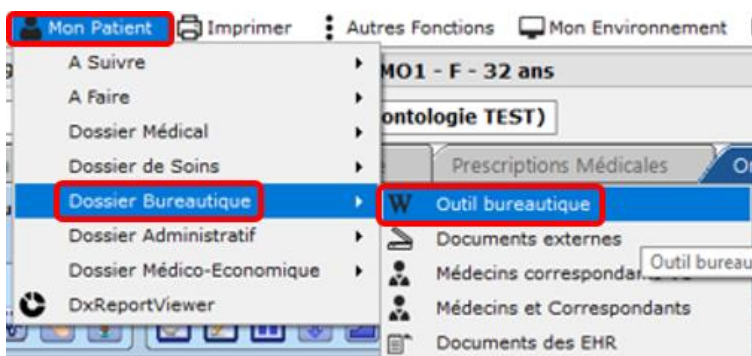 Mon Patient Imprimer Autres Fonctions Mon Environnement
A Suivre
MO1 - F - 32 ans
A Faire
ontologie TEST)
Dossier Médical
Dossier de Soins
Prescriptions Médicales
Dossier Bureautique
W Outil bureautique
Dossier Administratif
Documents externes
Outil bureau
Dossier Médico-Economique
Médecins correspondan
DxReportViewer
Médecins et Correspondants
Documents des EHR